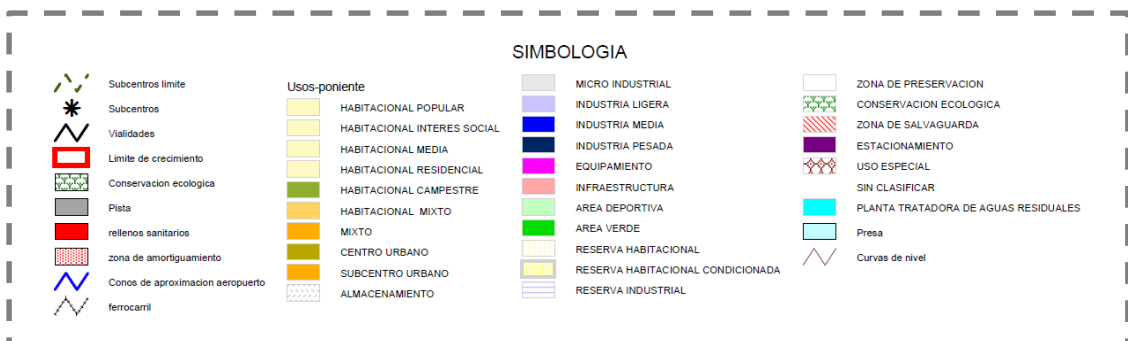 SIMBOLOGIA
Subcentros limite
Subcentros
Vialidades
Limite de crecimiento
Conservacion ecologica
Pista
rellenos sanitarios
zona de amortiguamiento
Conos de aproximacion aeropuerto
ferrocarril
Usos-poniente
HABITACIONAL POPULAR
HABITACIONAL INTERES SOCIAL
HABITACIONAL MEDIA
HABITACIONAL RESIDENCIAL
HABITACIONAL CAMPESTRE
HABITACIONAL MIXTO
MIXTO
CENTRO URBANO
SUBCENTRO URBANO
ALMACENAMIENTO
MICRO INDUSTRIAL
INDUSTRIA LIGERA
INDUSTRIA MEDIA
INDUSTRIA PESADA
EQUIPAMIENTO
INFRAESTRUCTURA
AREA DEPORTIVA
AREA VERDE
RESERVA HABITACIONAL
RESERVA HABITACIONAL CONDICIONADA
RESERVA INDUSTRIAL
ZONA DE PRESERVACION
CONSERVACION ECOLOGICA
ZONA DE SALVAGUARDA
ESTACIONAMIENTO
USO ESPECIAL
SIN CLASIFICAR
PLANTA TRATADORA DE AGUAS RESIDUALES
Presa
Curvas de nivel